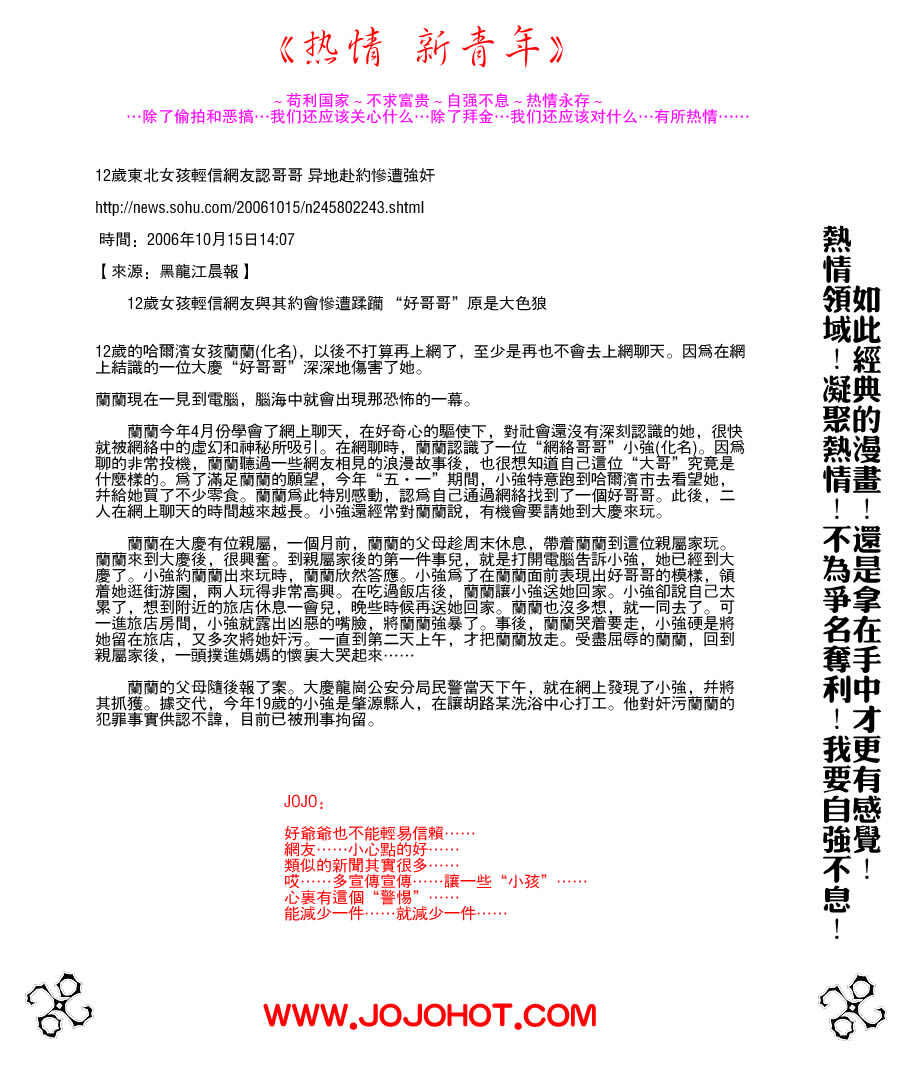 《热情 新青年》
～苟利国家～不求富贵～自强不息～热情永存～
…除了偷拍和恶搞…我们还应该关心什么…除了拜金…我们还应该对什么…有所热情……
12歲東北女孩輕信網友認哥哥 异地赴約慘遭強奸
http://news.sohu.com/20061015/n245802243.shtml
時間：2006年10月15日14:07
【來源：黑龍江晨報】
12歲女孩輕信網友與其約會慘遭蹂躪 “好哥哥”原是大色狼
12歲的哈爾濱女孩蘭蘭(化名)，以後不打算再上網了，至少是再也不會去上網聊天。因爲在網
上結識的一位大慶“好哥哥”深深地傷害了她。
蘭蘭現在一見到電腦，腦海中就會出現那恐怖的一幕。
蘭蘭今年4月份學會了網上聊天，在好奇心的驅使下，對社會還沒有深刻認識的她，很快
就被網絡中的虛幻和神秘所吸引。在網聊時，蘭蘭認識了一位“網絡哥哥”小強(化名)。因爲
聊的非常投機，蘭蘭聽過一些網友相見的浪漫故事後，也很想知道自己這位“大哥”究竟是
什麼樣的。爲了滿足蘭蘭的願望，今年“五·一”期間，小強特意跑到哈爾濱市去看望她，
幷給她買了不少零食。蘭蘭爲此特別感動，認爲自己通過網絡找到了一個好哥哥。此後，二
人在網上聊天的時間越來越長。小強還經常對蘭蘭說，有機會要請她到大慶來玩。
蘭蘭在大慶有位親屬，一個月前，蘭蘭的父母趁周末休息，帶着蘭蘭到這位親屬家玩。
蘭蘭來到大慶後，很興奮。到親屬家後的第一件事兒，就是打開電腦告訴小強，她已經到大
慶了。小強約蘭蘭出來玩時，蘭蘭欣然答應。小強爲了在蘭蘭面前表現出好哥哥的模樣，領
着她逛街游園，兩人玩得非常高興。在吃過飯店後，蘭蘭讓小強送她回家。小強卻說自己太
累了，想到附近的旅店休息一會兒，晚些時候再送她回家。蘭蘭也沒多想，就一同去了。可
一進旅店房間，小強就露出凶惡的嘴臉，將蘭蘭強暴了。事後，蘭蘭哭着要走，小強硬是將
她留在旅店，又多次將她奸污。一直到第二天上午，才把蘭蘭放走。受盡屈辱的蘭蘭，回到
親屬家後，一頭撲進媽媽的懷裏大哭起來……
蘭蘭的父母隨後報了案。大慶龍崗公安分局民警當天下午，就在網上發現了小強，幷將
其抓獲。據交代，今年19歲的小強是肇源縣人，在讓胡路某洗浴中心打工。他對奸污蘭蘭的
犯罪事實供認不諱，目前已被刑事拘留。
JOJO：
好爺爺也不能輕易信賴……
網友……小心點的好……
類似的新聞其實很多……
哎……多宣傳宣傳……讓一些“小孩”……
心裏有這個“警惕”……
能減少一件……就減少一件……
如此經典的漫畫！還是拿在手中才更有感覺！
熱情領域！凝聚熱情！不為爭名奪利！我要自強不息！
WWW.JOJOHOT.COM